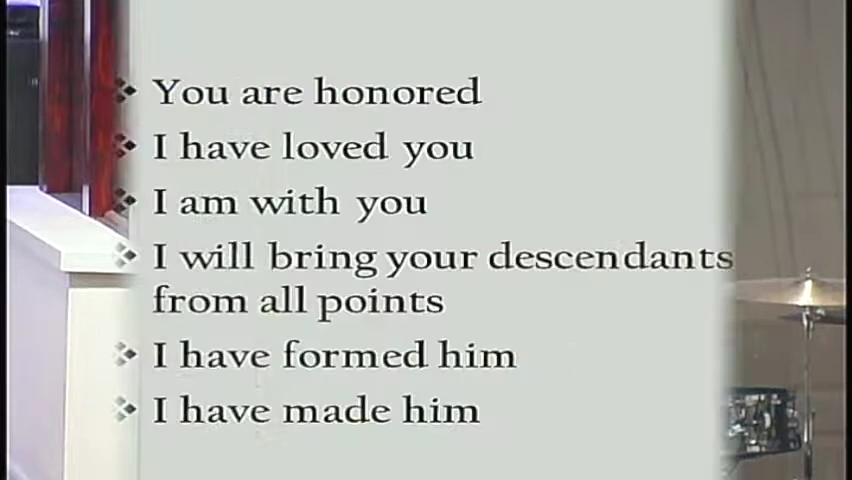 You are honored
I have loved you
I am with you
I will bring your descendants
from all points
I have formed him
I have made him